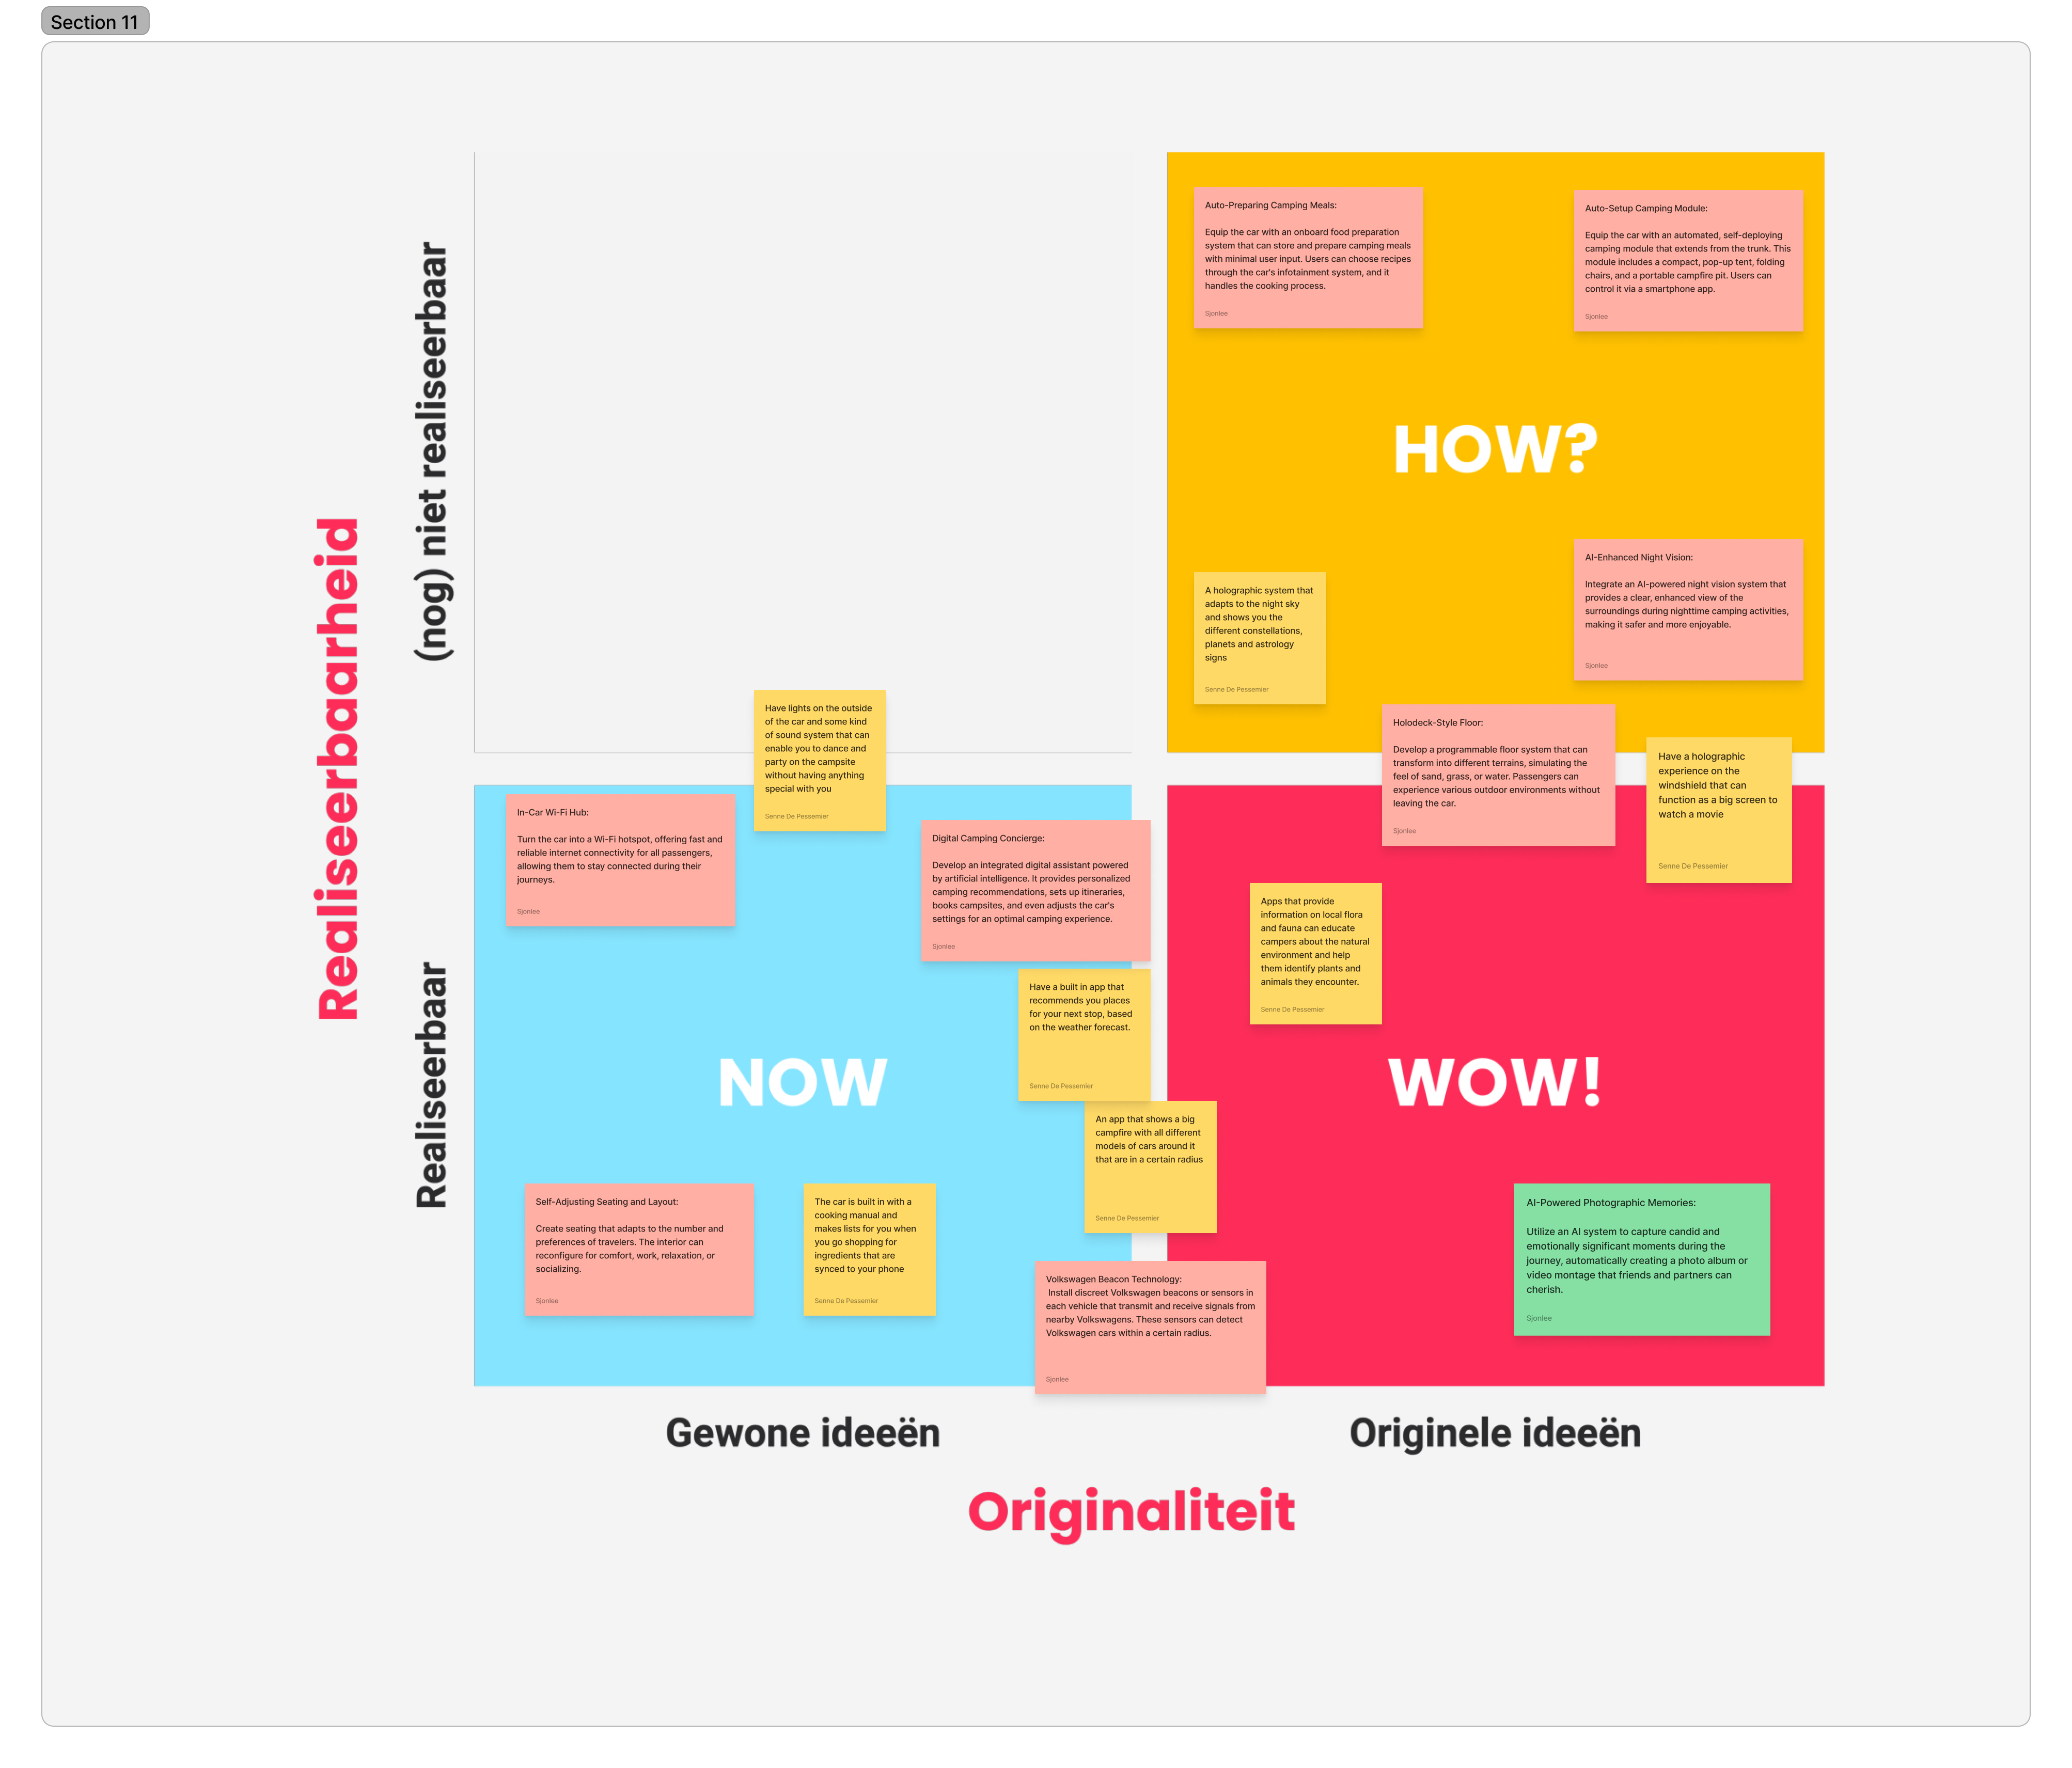 Section 11
Realiseerbaarheid
(nog) niet realiseerbaar
Realiseerbaar
Auto-Preparing Camping Meals:
Equip the car with an onboard food preparation
system that can store and prepare camping meals
with minimal user input. Users can choose recipes
through the car's infotainment system, and it
handles the cooking process.
Sjonlee
Auto-Setup Camping Module:
Equip the car with an automated, self-deploying
camping module that extends from the trunk. This
module includes a compact, pop-up tent, folding
chairs, and a portable campfire pit. Users can
control it via a smartphone app.
Sjonlee
HOW?
A holographic system that
adapts to the night sky
and shows you the
different constellations,
planets and astrology
signs
Senne De Pessemier
AI-Enhanced Night Vision:
Integrate an AI-powered night vision system that
provides a clear, enhanced view of the
surroundings during nighttime camping activities,
making it safer and more enjoyable.
Sjonlee
Have lights on the outside
of the car and some kind
of sound system that can
enable you to dance and
party on the campsite
without having anything
special with you
Senne De Pessemier
Holodeck-Style Floor:
Develop a programmable floor system that can
transform into different terrains, simulating the
feel of sand, grass, or water. Passengers can
experience various outdoor environments without
leaving the car.
Sjonlee
Have a holographic
experience on the
windshield that can
function as a big screen to
watch a movie
Senne De Pessemier
In-Car Wi-Fi Hub:
Turn the car into a Wi-Fi hotspot, offering fast and
reliable internet connectivity for all passengers,
allowing them to stay connected during their
journeys.
Sjonlee
Digital Camping Concierge:
Develop an integrated digital assistant powered
by artificial intelligence. It provides personalized
camping recommendations, sets up itineraries,
books campsites, and even adjusts the car's
settings for an optimal camping experience.
Sjonlee
Apps that provide
information on local flora
and fauna can educate
campers about the natural
environment and help
them identify plants and
animals they encounter.
Senne De Pessemier
Have a built in app that
recommends you places
for your next stop, based
on the weather forecast.
Senne De Pessemier
NOW
WOW!
An app that shows a big
campfire with all different
models of cars around it
that are in a certain radius
Senne De Pessemier
Self-Adjusting Seating and Layout:
Create seating that adapts to the number and
preferences of travelers. The interior can
reconfigure for comfort, work, relaxation, or
socializing.
Sjonlee
The car is built in with a
cooking manual and
makes lists for you when
you go shopping for
ingredients that are
synced to your phone
Senne De Pessemier
AI-Powered Photographic Memories:
Utilize an AI system to capture candid and
emotionally significant moments during the
journey, automatically creating a photo album or
video montage that friends and partners can
cherish.
Sjonlee
Volkswagen Beacon Technology:
Install discreet Volkswagen beacons or sensors in
each vehicle that transmit and receive signals from
nearby Volkswagens. These sensors can detect
Volkswagen cars within a certain radius.
Sjonlee
Gewone ideeën
Originele ideeën
Originaliteit